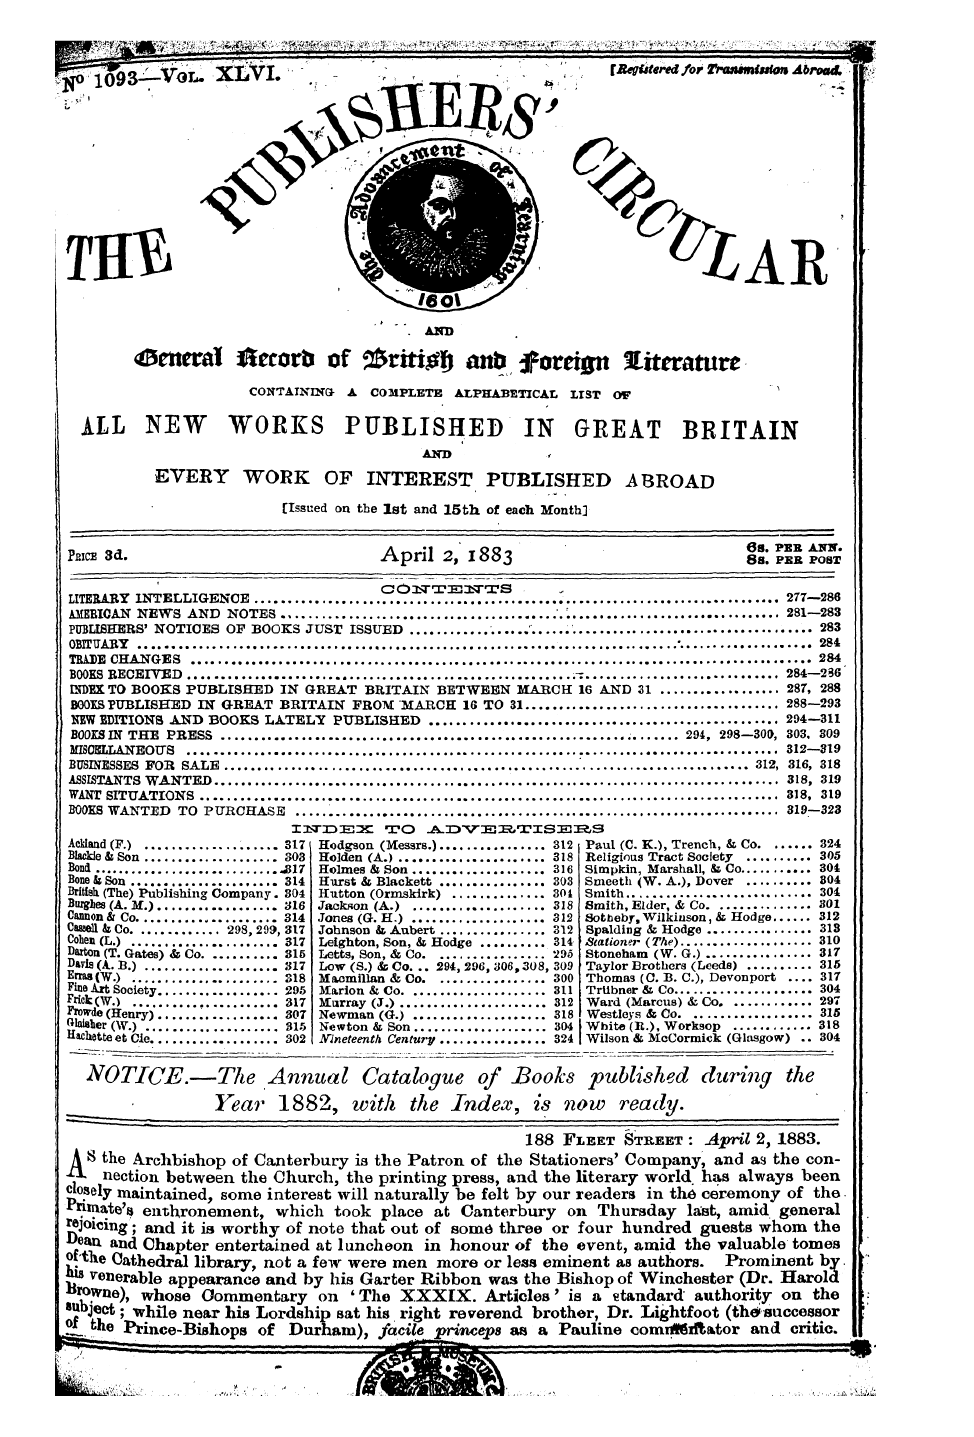 No 1093—VOL. XLVI.
[Registered for Transmission Abroad.
THE PUBLISHERS' CIRCULAR
The Advancement of Learning
1601
AND
General Record of British and Foreign Literature
CONTAINING A COMPLETE ALPHABETICAL LIST OF
ALL NEW WORKS PUBLISHED IN GREAT BRITAIN
AND
EVERY WORK OF INTEREST PUBLISHED ABROAD
[Issued on the 1st and 15th of each Month]
PRICE 3d.
April 2, 1883
6s. PER ANN.
8s. PER POST
CONTENTS
LITERARY INTELLIGENCE 277—286
AMERICAN NEWS AND NOTES 281—283
PUBLISHERS' NOTICES OF BOOKS JUST ISSUED 283
OBITUARY 284
TRADE CHANGES 284
BOOKS RECEIVED 284—286
INDEX TO BOOKS PUBLISHED IN GREAT BRITAIN BETWEEN MARCH 16 AND 31 287, 288
BOOKS PUBLISHED IN GREAT BRITAIN FROM MARCH 16 TO 31 288—293
NEW EDITIONS AND BOOKS LATELY PUBLISHED 294—311
BOOKS IN THE PRESS 294, 298—300, 303, 309
MISCELLANEOUS 312—319
BUSINESSES FOR SALE 312, 316, 318
ASSISTANTS WANTED 318, 319
WANT SITUATIONS 318, 319
BOOKS WANTED TO PURCHASE 319—323
INDEX TO ADVERTISERS
Ackland (F.) 317
Blackie & Son 303
Bond 317
Bone & Son 314
British (The) Publishing Company 304
Burghes (A. M.) 316
Cannon & Co. 314
Cassell & Co. 298, 299, 317
Cohen (L.) 317
Darton (T. Gates) & Co. 315
Davis (A. B.) 317
Erras (W.) 318
Fine Art Society 295
Frick (W.) 317
Frowde (Henry) 307
Glaisher (W.) 315
Hachette et Cie. 302
Hodgson (Messrs.) 312
Holden (A.) 318
Holmes & Son 316
Hurst & Blackett 303
Hutton (Ormskirk) 304
Jackson (A.) 318
Jones (G. H.) 312
Johnson & Aubert 312
Leighton, Son, & Hodge 314
Letts, Son, & Co. 295
Low (S.) & Co. 294, 296, 306, 308, 309
Macmillan & Co. 300
Marion & Co. 311
Murray (J.) 312
Newman (G.) 318
Newton & Son 304
Nineteenth Century 324
Paul (C. K.), Trench, & Co. 324
Religious Tract Society 305
Simpkin, Marshall, & Co. 304
Smeeth (W. A.), Dover 304
Smith 304
Smith, Elder, & Co. 301
Sotheby, Wilkinson, & Hodge 312
Spalding & Hodge 313
Stationer (The) 310
Stoneham (W. G.) 317
Taylor Brothers (Leeds) 315
Thomas (C. B. C.), Devonport 317
Trübner & Co. 304
Ward (Marcus) & Co. 297
Westleys & Co. 315
White (R.), Worksop 318
Wilson & McCormick (Glasgow) 304
NOTICE.—The Annual Catalogue of Books published during the
Year 1882, with the Index, is now ready.
188 FLEET STREET: April 2, 1883.
AS the Archbishop of Canterbury is the Patron of the Stationers' Company, and as the con-
nection between the Church, the printing press, and the literary world has always been
closely maintained, some interest will naturally be felt by our readers in the ceremony of the
Primate's enthronement, which took place at Canterbury on Thursday last, amid general
rejoicing; and it is worthy of note that out of some three or four hundred guests whom the
Dean and Chapter entertained at luncheon in honour of the event, amid the valuable tomes
of the Cathedral library, not a few were men more or less eminent as authors. Prominent by
his venerable appearance and by his Garter Ribbon was the Bishop of Winchester (Dr. Harold
Browne), whose Commentary on 'The XXXIX. Articles' is a standard authority on the
subject; while near his Lordship sat his right reverend brother, Dr. Lightfoot (the successor
of the Prince-Bishops of Durham), facile princeps as a Pauline commentator and critic.
BRITISH MUSEUM